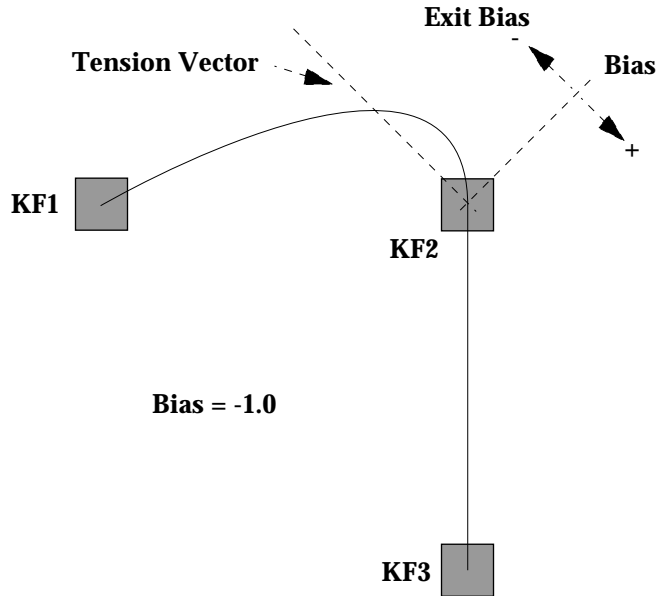 Exit Bias
-
Bias
Tension Vector
+
KF1
KF2
Bias = -1.0
KF3